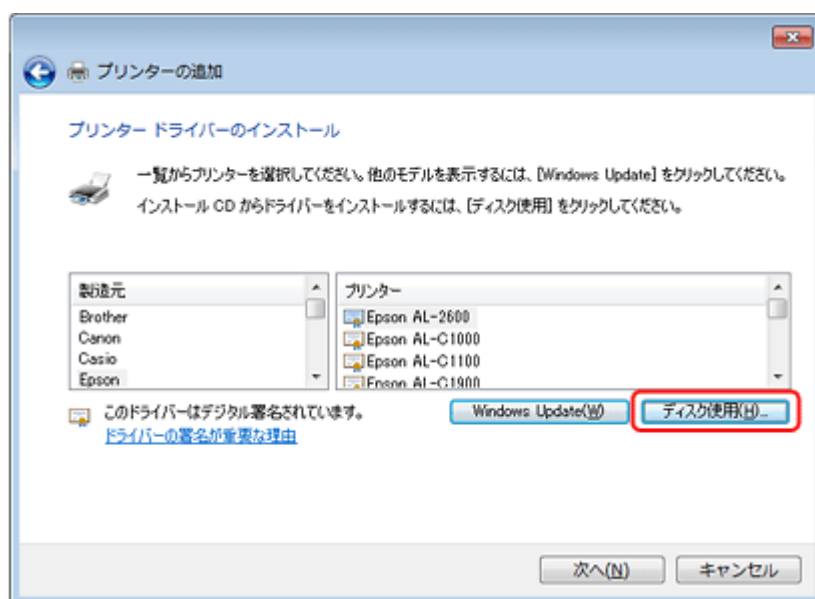 プリンターの追加
プリンター ドライバーのインストール
一覧からプリンターを選択してください。他のモデルを表示するには、[Windows Update] をクリックしてください。
インストール CD からドライバーをインストールするには、[ディスク使用] をクリックしてください。
製造元
Brother
Canon
Casio
Epson
プリンター
Epson AL-2600
Epson AL-C1000
Epson AL-C1100
Epson AL-C1900
このドライバーはデジタル署名されています。
ドライバーの署名が重要な理由
Windows Update(W)
ディスク使用(H)...
次へ(N)
キャンセル